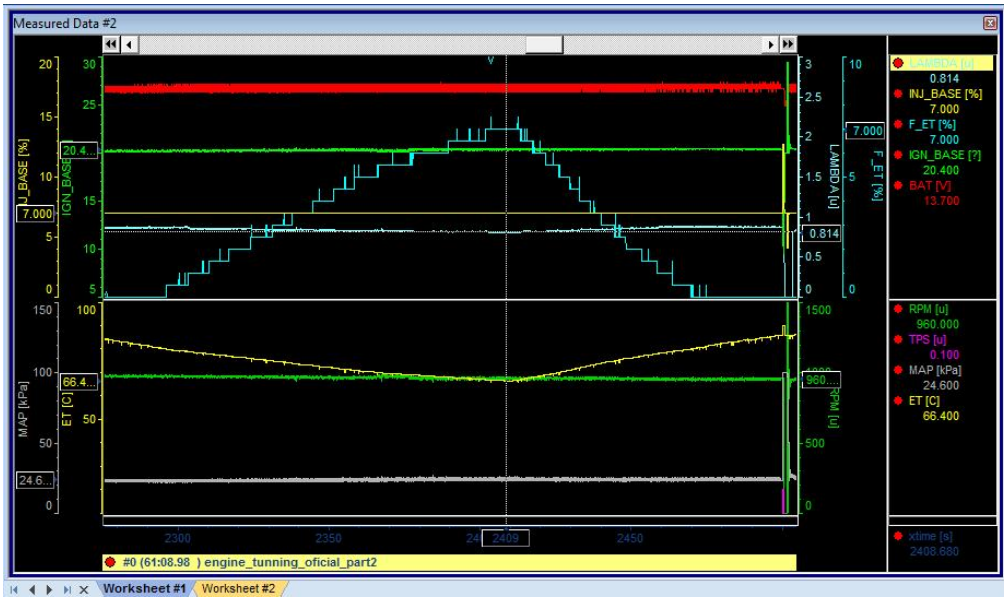 Measured Data #2
V
20
15
10
5
0
INJ_BASE [%]
7.000
30
25
20.4...
15
10
5
IGN_BASE
3
2.5
2
1.5
1
0.814
0.5
0
LAMBDA [u]
10
7.000
5
0
F_ET [%]
LAMBDA [u]
0.814
INJ_BASE [%]
7.000
F_ET [%]
7.000
IGN_BASE [?]
20.400
BAT [V]
13.700
150
100
50
24.6...
0
MAP [kPa]
100
66.4...
50
0
ET [C]
1500
960....
500
0
RPM [u]
RPM [u]
960.000
TPS [u]
0.100
MAP [kPa]
24.600
ET [C]
66.400
2300
2350
2409
2450
xtime [s]
2408.680
#0 (61:08.98 ) engine_tunning_oficial_part2
Worksheet #1
Worksheet #2